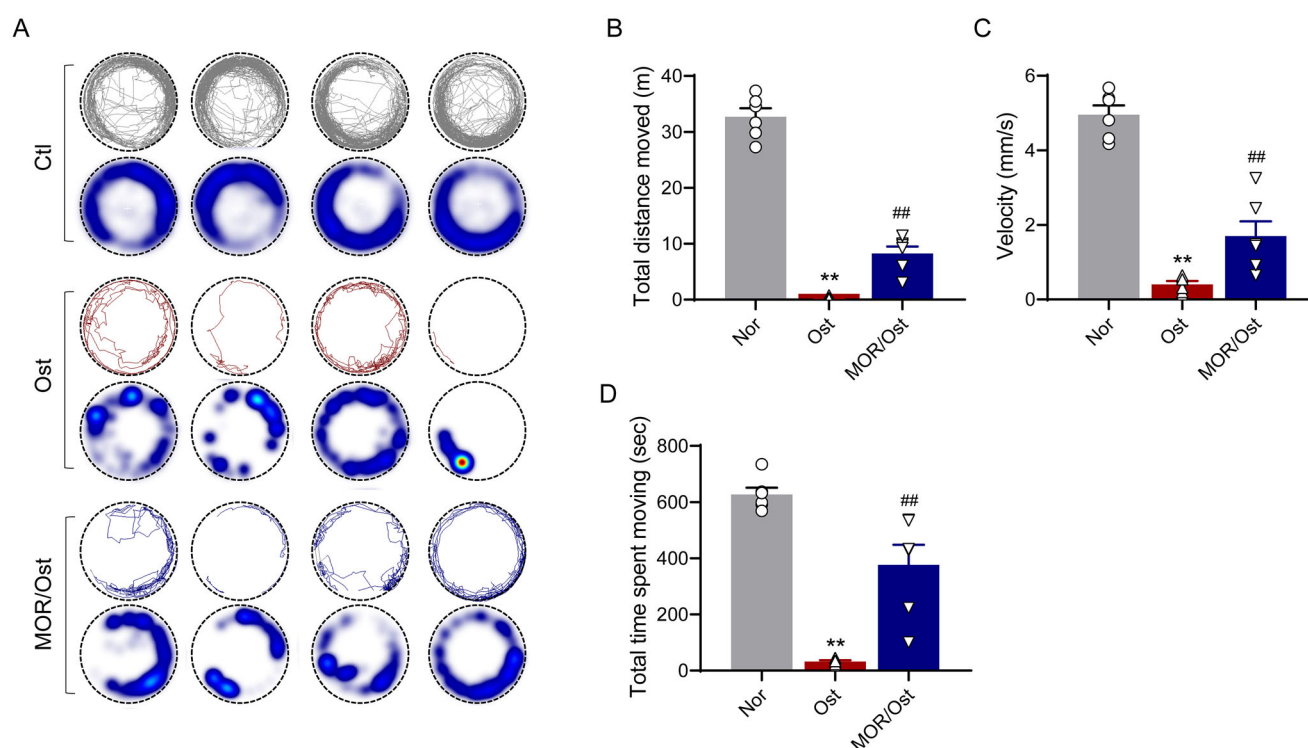 A
Ctl
Ost
MOR/Ost
B
Total distance moved (m)
40
30
20
10
0
**
##
Nor
Ost
MOR/Ost
C
Velocity (mm/s)
6
4
2
0
**
##
Nor
Ost
MOR/Ost
D
Total time spent moving (sec)
800
600
400
200
0
**
##
Nor
Ost
MOR/Ost